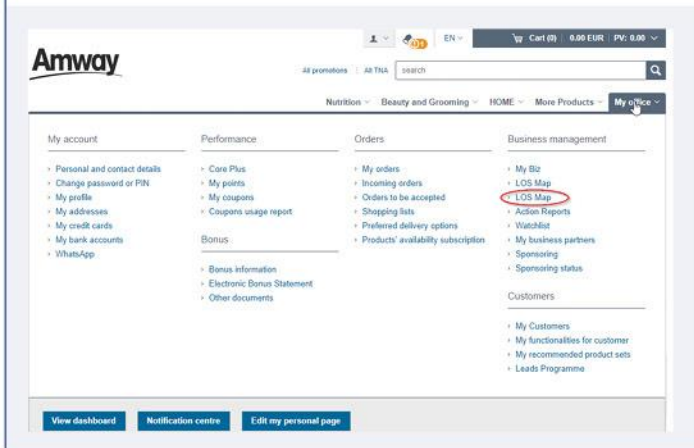 EN
Cart (0) 0.00 EUR PV: 0.00
Amway
All promotions All TNA search
Nutrition Beauty and Grooming HOME More Products My office
My account
Personal and contact details
Change password or PIN
My profile
My addresses
My credit cards
My bank accounts
WhatsApp
Performance
Core Plus
My points
My coupons
Coupons usage report
Bonus
Bonus information
Electronic Bonus Statement
Other documents
Orders
My orders
Incoming orders
Orders to be accepted
Shopping lists
Preferred delivery options
Products' availability subscription
Business management
My Biz
LOS Map
LOS Map
Action Reports
Watchlist
My business partners
Sponsoring
Sponsoring status
Customers
My Customers
My functionalities for customer
My recommended product sets
Leads Programme
View dashboard Notification centre Edit my personal page